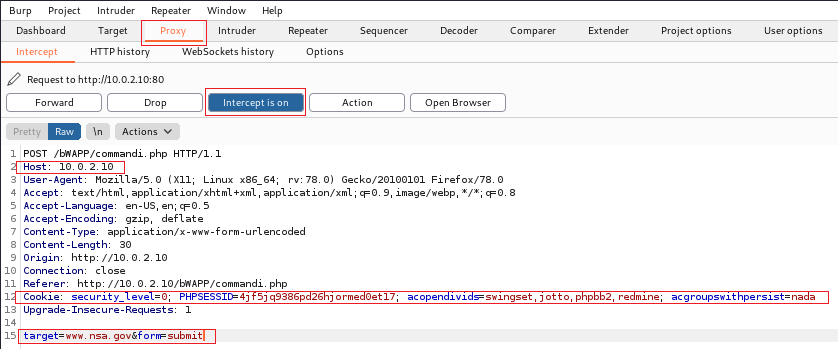 Burp Project Intruder Repeater Window Help
Dashboard Target Proxy Intruder Repeater Sequencer Decoder Comparer Extender Project options User options
Intercept HTTP history WebSockets history Options
Request to http://10.0.2.10:80
Forward Drop Intercept is on Action Open Browser
Pretty Raw \n Actions
1 POST /bWAPP/commandi.php HTTP/1.1
2 Host: 10.0.2.10
3 User-Agent: Mozilla/5.0 (X11; Linux x86_64; rv:78.0) Gecko/20100101 Firefox/78.0
4 Accept: text/html,application/xhtml+xml,application/xml;q=0.9,image/webp,*/*;q=0.8
5 Accept-Language: en-US,en;q=0.5
6 Accept-Encoding: gzip, deflate
7 Content-Type: application/x-www-form-urlencoded
8 Content-Length: 30
9 Origin: http://10.0.2.10
10 Connection: close
11 Referer: http://10.0.2.10/bWAPP/commandi.php
12 Cookie: security_level=0; PHPSESSID=4jf5jq9386pd26hjormed0et17; acopendivids=swingset,jotto,phpbb2,redmine; acgroupswithpersist=nada
13 Upgrade-Insecure-Requests: 1
14
15 target=www.nsa.gov&form=submit